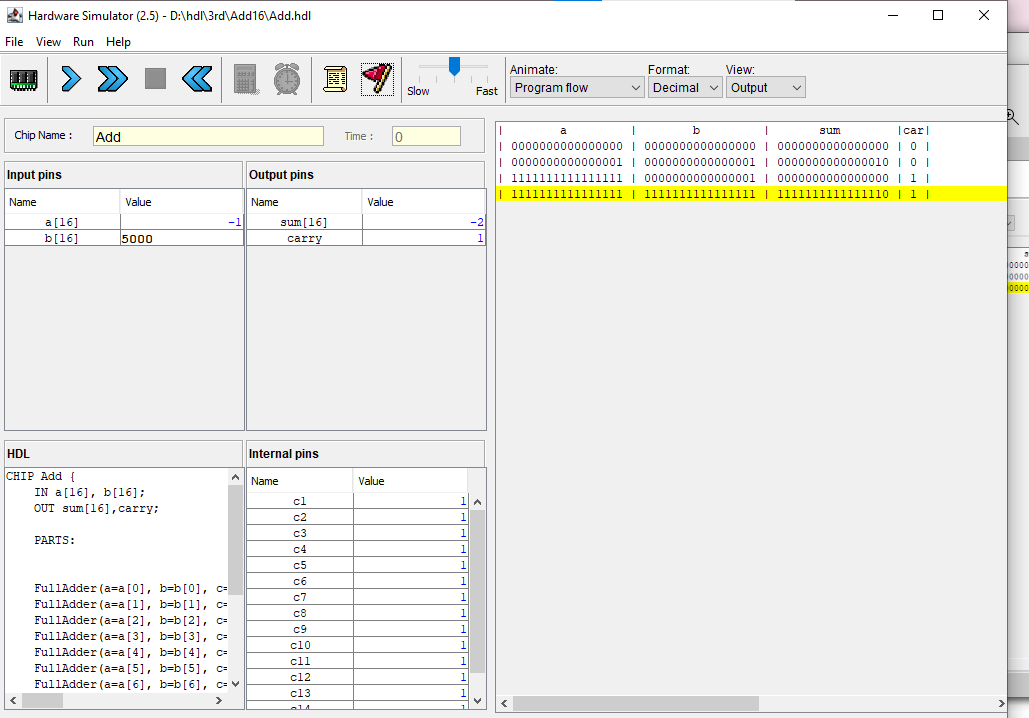 Hardware Simulator (2.5) - D:\hdl\3rd\Add16\Add.hdl
File View Run Help
Slow Fast
Animate: Format: View:
Program flow Decimal Output
Chip Name : Add Time : 0
Input pins
Name Value
a[16] -1
b[16] 5000
Output pins
Name Value
sum[16] -2
carry 1
| a | b | sum |car|
| 0000000000000000 | 0000000000000000 | 0000000000000000 | 0 |
| 0000000000000001 | 0000000000000001 | 0000000000000010 | 0 |
| 1111111111111111 | 0000000000000001 | 0000000000000000 | 1 |
| 1111111111111111 | 1111111111111111 | 1111111111111110 | 1 |
HDL
CHIP Add {
IN a[16], b[16];
OUT sum[16],carry;
PARTS:
FullAdder(a=a[0], b=b[0], c=
FullAdder(a=a[1], b=b[1], c=
FullAdder(a=a[2], b=b[2], c=
FullAdder(a=a[3], b=b[3], c=
FullAdder(a=a[4], b=b[4], c=
FullAdder(a=a[5], b=b[5], c=
FullAdder(a=a[6], b=b[6], c=
Internal pins
Name Value
c1 1
c2 1
c3 1
c4 1
c5 1
c6 1
c7 1
c8 1
c9 1
c10 1
c11 1
c12 1
c13 1
s
0000
0000
0000